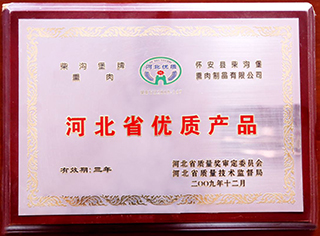 柴沟堡牌
熏肉
河北优质
怀安县柴沟堡
熏肉制品有限公司
河北省优质产品
有效期:三年
河北省质量奖审定委员会
河北省质量技术监督局
二00九年十二月